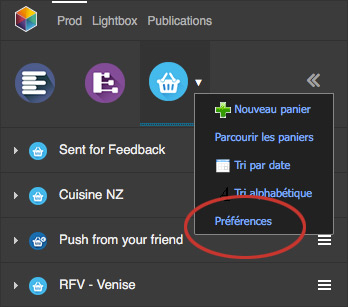 Prod Lightbox Publications
Nouveau panier
Parcourir les paniers
Tri par date
Tri alphabétique
Préférences
Sent for Feedback
Cuisine NZ
Push from your friend
RFV - Venise